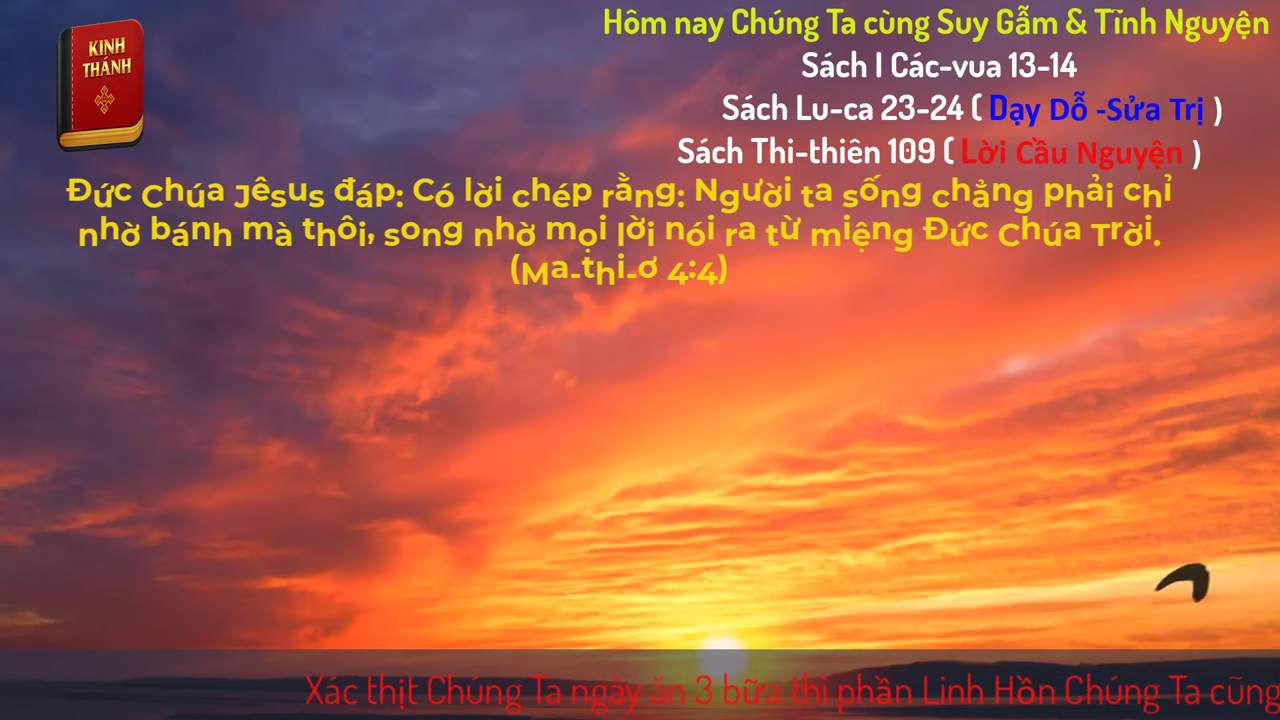 KINH
THÁNH
Hôm nay Chúng Ta cùng Suy Gẫm & Tĩnh Nguyện
Sách I Các-vua 13-14
Sách Lu-ca 23-24 ( Dạy Dỗ -Sửa Trị )
Sách Thi-thiên 109 ( Lời Cầu Nguyện )
Đức Chúa Jêsus đáp: Có lời chép rằng: Người ta sống chẳng phải chỉ
nhờ bánh mà thôi, song nhờ mọi lời nói ra từ miệng Đức Chúa Trời.
(Ma-thi-ơ 4:4)
Xác thịt Chúng Ta ngày ăn 3 bữa thì phần Linh Hồn Chúng Ta cũng